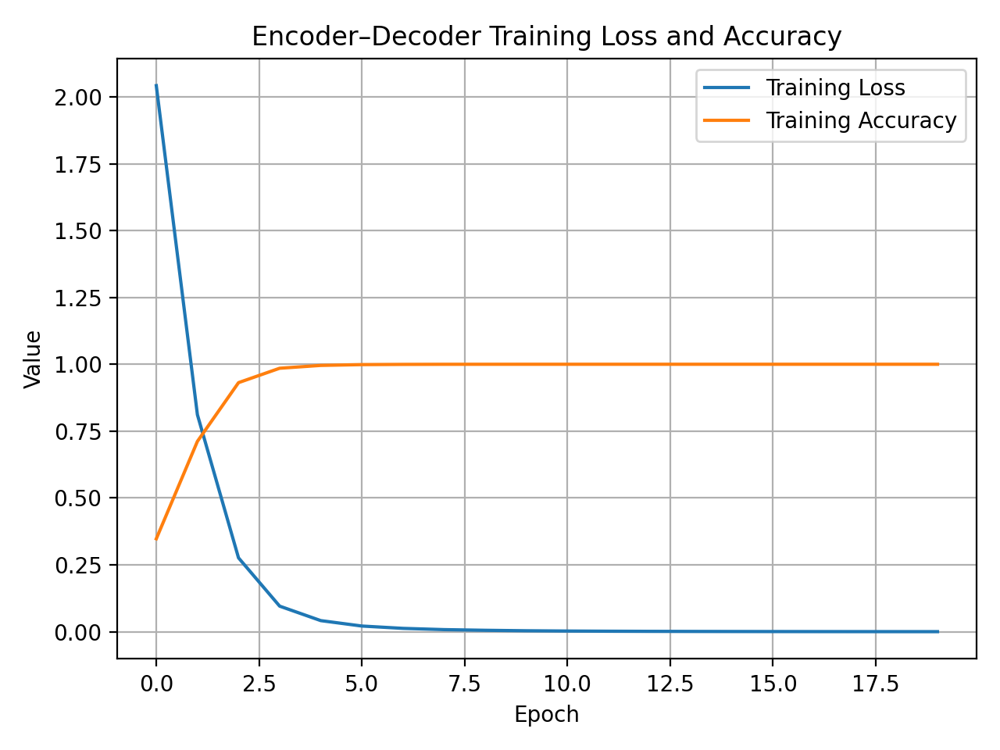 Encoder–Decoder Training Loss and Accuracy
Training Loss
Training Accuracy
2.00
1.75
1.50
1.25
1.00
0.75
0.50
0.25
0.00
Value
0.0 2.5 5.0 7.5 10.0 12.5 15.0 17.5
Epoch